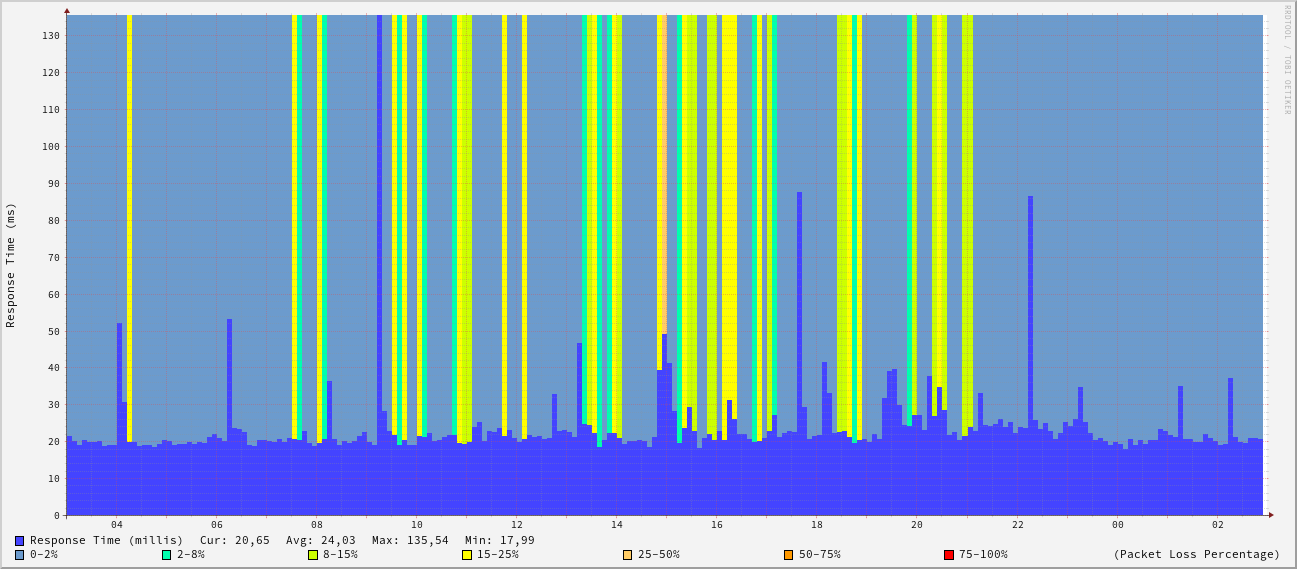 RRDTOOL / TOBI OETIKER
Response Time (ms)
130
120
110
100
90
80
70
60
50
40
30
20
10
0
04 06 08 10 12 14 16 18 20 22 00 02
Response Time (millis) Cur: 20,65 Avg: 24,03 Max: 135,54 Min: 17,99
0-2% 2-8% 8-15% 15-25% 25-50% 50-75% 75-100% (Packet Loss Percentage)